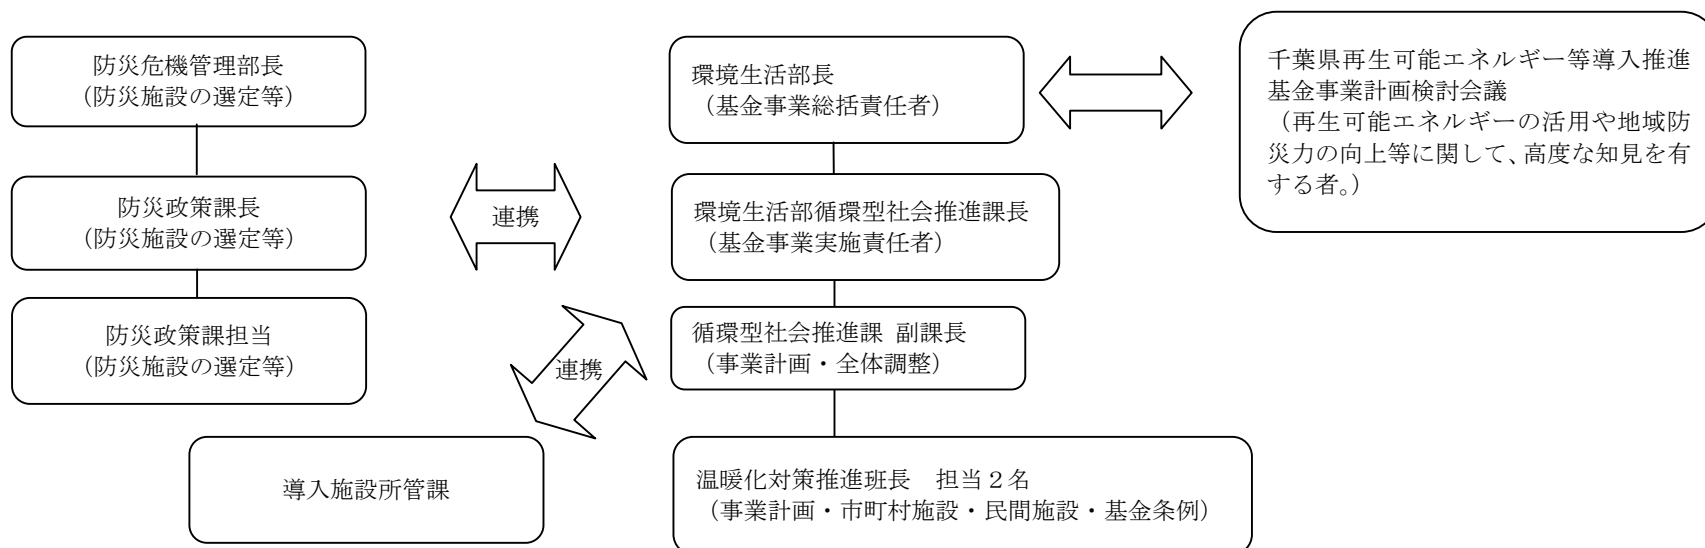 防災危機管理部長
（防災施設の選定等）
防災政策課長
（防災施設の選定等）
防災政策課担当
（防災施設の選定等）
導入施設所管課
連携
連携
環境生活部長
（基金事業総括責任者）
環境生活部循環型社会推進課長
（基金事業実施責任者）
循環型社会推進課 副課長
（事業計画・全体調整）
温暖化対策推進班長　担当２名
（事業計画・市町村施設・民間施設・基金条例）
千葉県再生可能エネルギー等導入推進
基金事業計画検討会議
（再生可能エネルギーの活用や地域防
災力の向上等に関して、高度な知見を有
する者。）